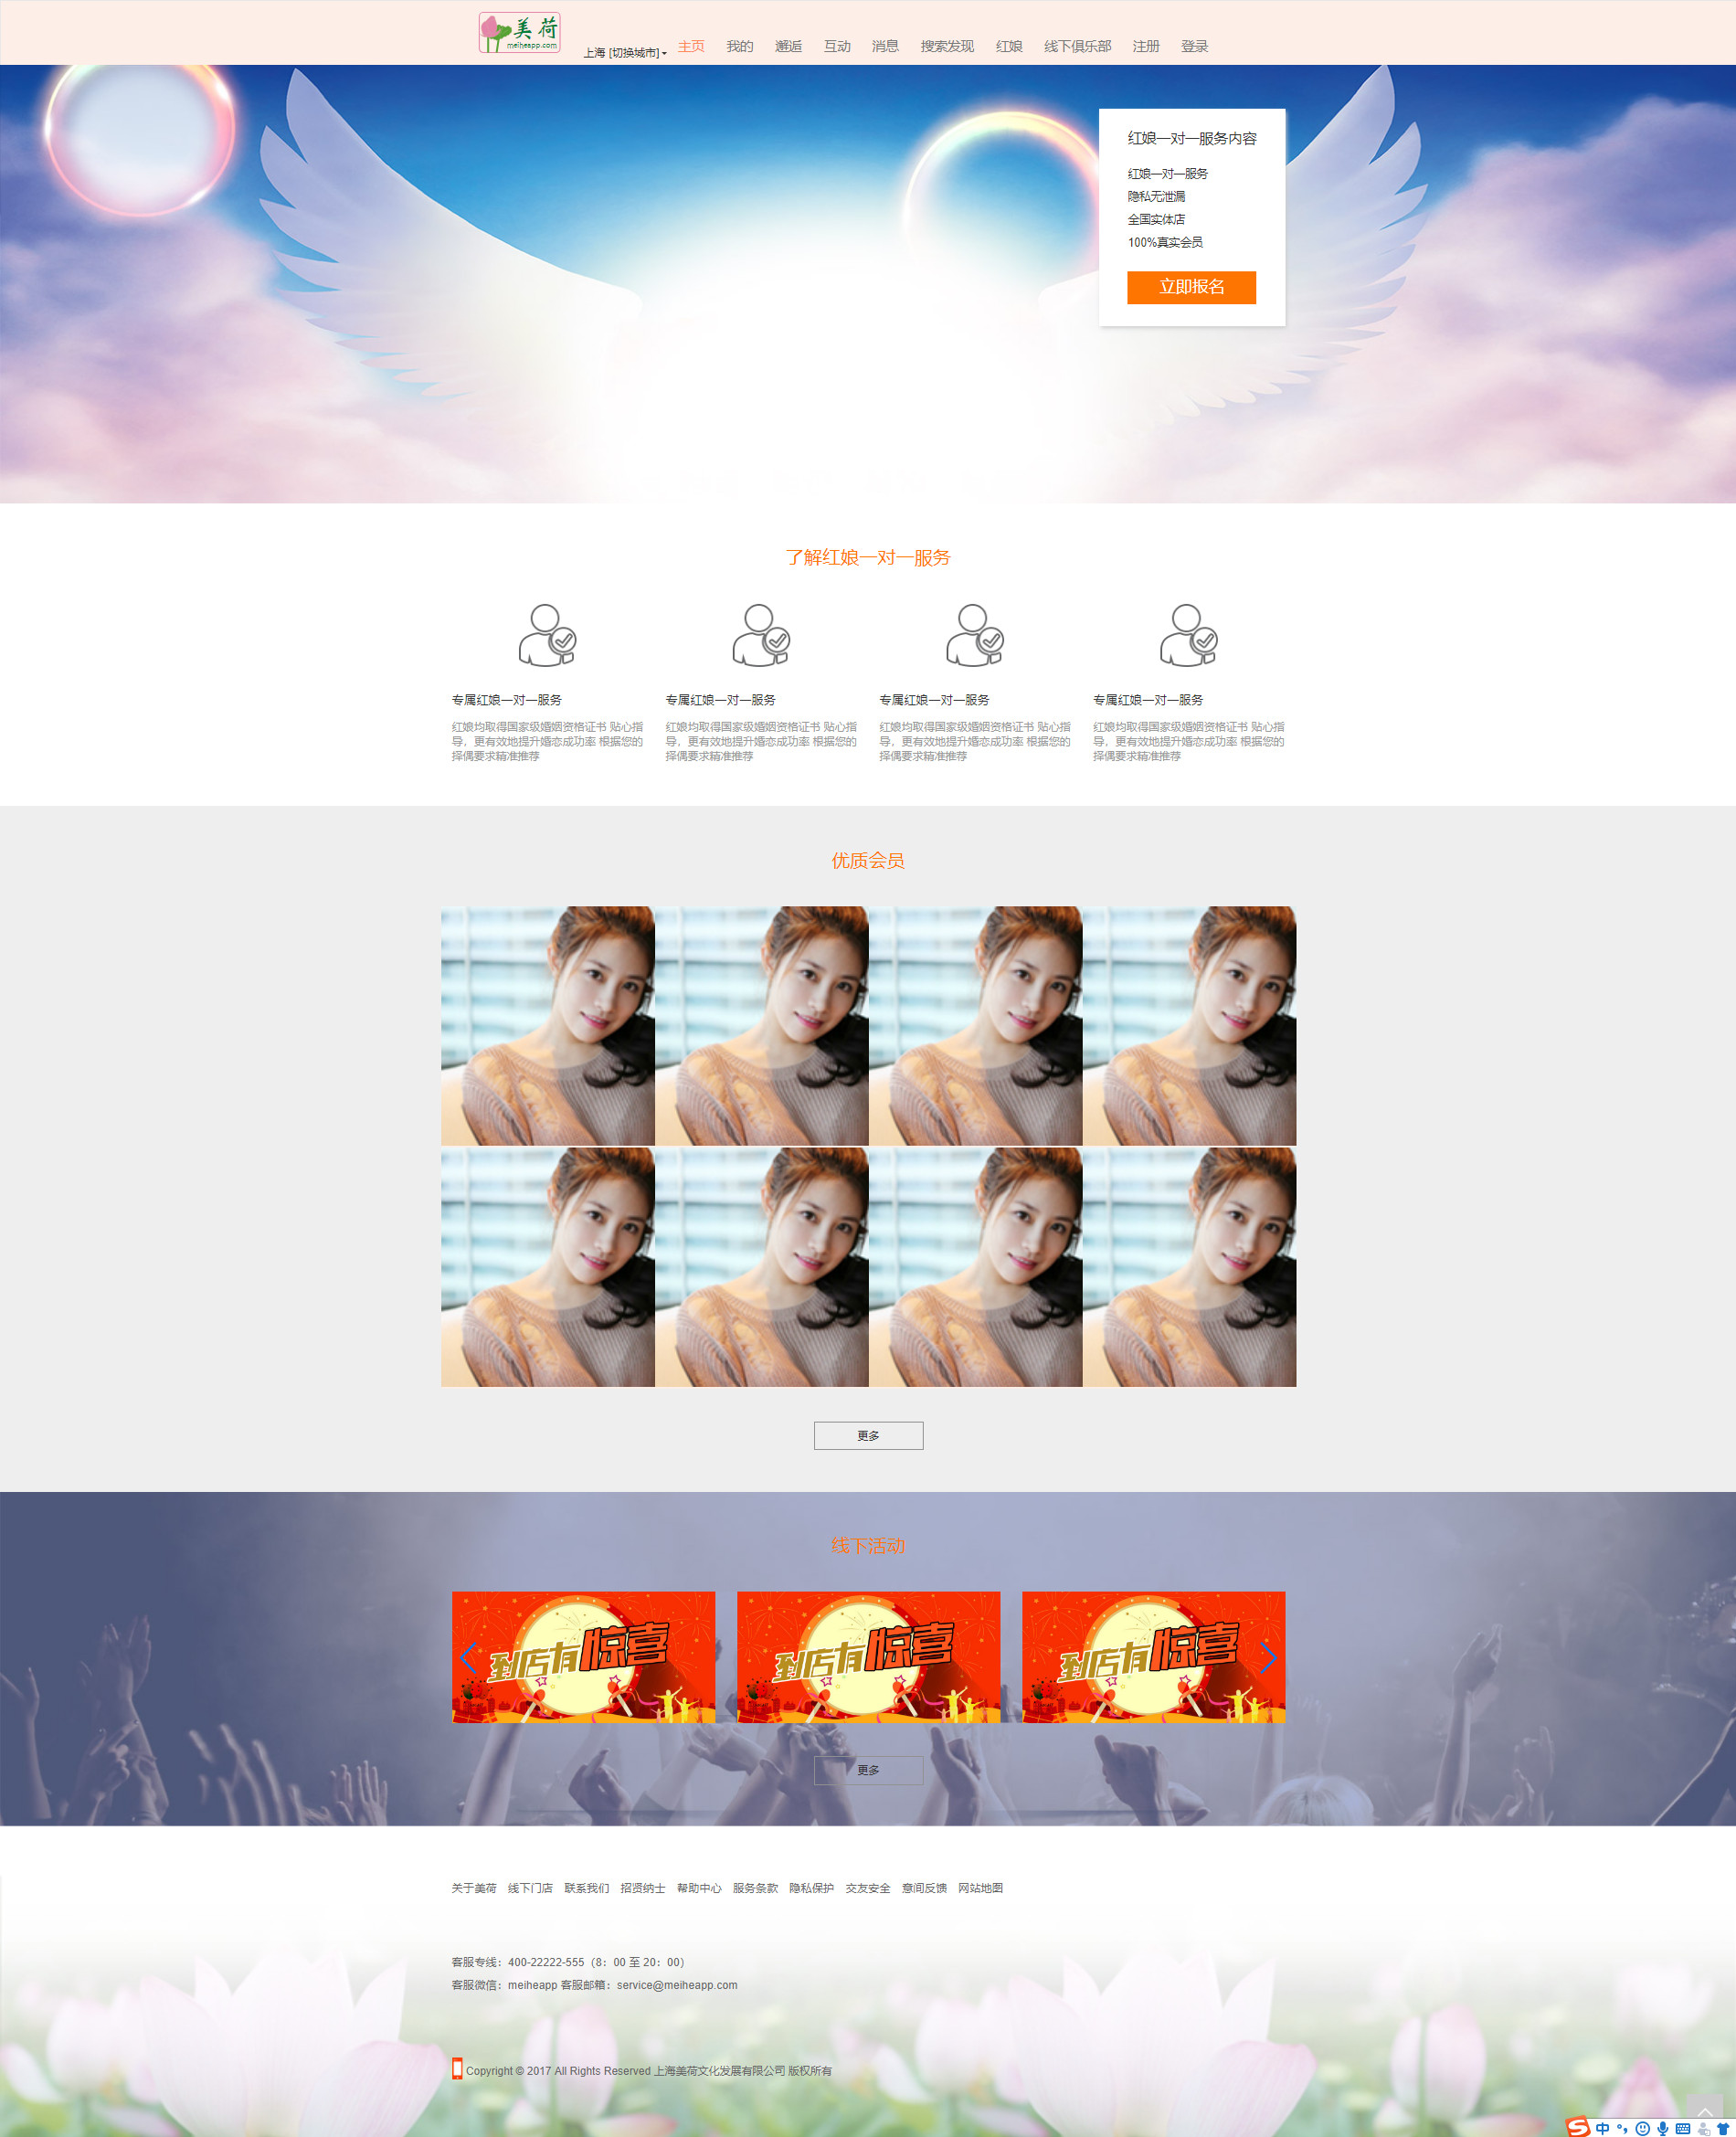 美荷
meiheapp.com
上海 [切换城市]
主页 我的 邂逅 互动 消息 搜索发现 红娘 线下俱乐部 注册 登录
红娘一对一服务内容
红娘一对一服务
隐私无泄漏
全国实体店
100%真实会员
立即报名
了解红娘一对一服务
专属红娘一对一服务
红娘均取得国家级婚姻资格证书 贴心指
导，更有效地提升婚恋成功率 根据您的
择偶要求精准推荐
专属红娘一对一服务
红娘均取得国家级婚姻资格证书 贴心指
导，更有效地提升婚恋成功率 根据您的
择偶要求精准推荐
专属红娘一对一服务
红娘均取得国家级婚姻资格证书 贴心指
导，更有效地提升婚恋成功率 根据您的
择偶要求精准推荐
专属红娘一对一服务
红娘均取得国家级婚姻资格证书 贴心指
导，更有效地提升婚恋成功率 根据您的
择偶要求精准推荐
优质会员
更多
线下活动
到店有惊喜
到店有惊喜
到店有惊喜
更多
关于美荷 线下门店 联系我们 招贤纳士 帮助中心 服务条款 隐私保护 交友安全 意间反馈 网站地图
客服专线：400-22222-555（8：00 至 20：00）
客服微信：meiheapp 客服邮箱：service@meiheapp.com
Copyright © 2017 All Rights Reserved 上海美荷文化发展有限公司 版权所有
S 中